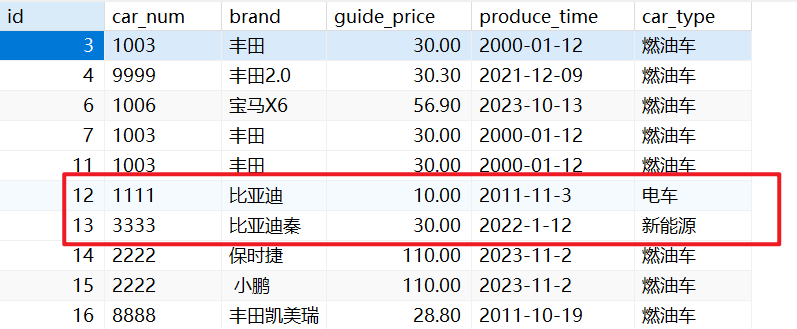 id car_num brand guide_price produce_time car_type
3 1003 丰田 30.00 2000-01-12 燃油车
4 9999 丰田2.0 30.30 2021-12-09 燃油车
6 1006 宝马X6 56.90 2023-10-13 燃油车
7 1003 丰田 30.00 2000-01-12 燃油车
11 1003 丰田 30.00 2000-01-12 燃油车
12 1111 比亚迪 10.00 2011-11-3 电车
13 3333 比亚迪秦 30.00 2022-1-12 新能源
14 2222 保时捷 110.00 2023-11-2 燃油车
15 2222 小鹏 110.00 2023-11-2 燃油车
16 8888 丰田凯美瑞 28.80 2011-10-19 燃油车